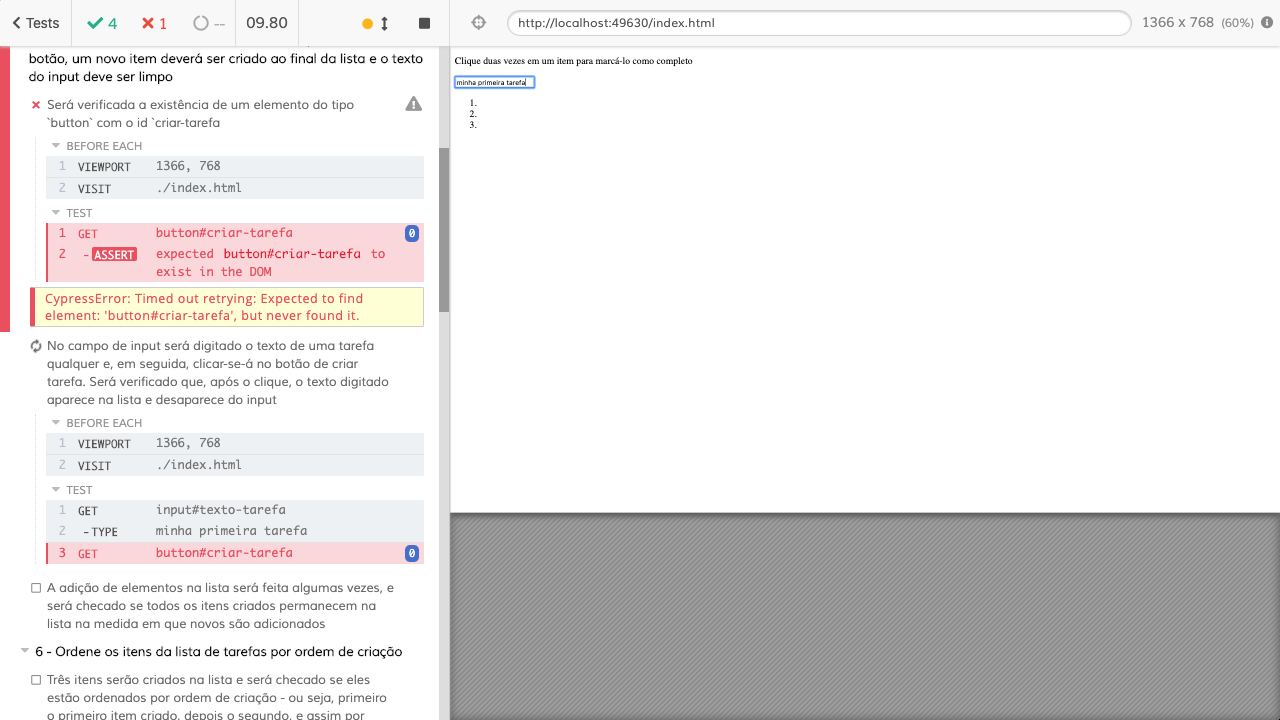 Tests 4 1 -- 09.80
http://localhost:49630/index.html 1366 x 768 (60%)
botão, um novo item deverá ser criado ao final da lista e o texto
do input deve ser limpo
Será verificada a existência de um elemento do tipo
`button` com o id `criar-tarefa
BEFORE EACH
1 VIEWPORT 1366, 768
2 VISIT ./index.html
TEST
1 GET button#criar-tarefa 0
2 -ASSERT expected button#criar-tarefa to
exist in the DOM
CypressError: Timed out retrying: Expected to find
element: 'button#criar-tarefa', but never found it.
No campo de input será digitado o texto de uma tarefa
qualquer e, em seguida, clicar-se-á no botão de criar
tarefa. Será verificado que, após o clique, o texto digitado
aparece na lista e desaparece do input
BEFORE EACH
1 VIEWPORT 1366, 768
2 VISIT ./index.html
TEST
1 GET input#texto-tarefa
2 -TYPE minha primeira tarefa
3 GET button#criar-tarefa 0
A adição de elementos na lista será feita algumas vezes, e
será checado se todos os itens criados permanecem na
lista na medida em que novos são adicionados
6 - Ordene os itens da lista de tarefas por ordem de criação
Três itens serão criados na lista e será checado se eles
estão ordenados por ordem de criação - ou seja, primeiro
o primeiro item criado, depois o segundo, e assim por
Clique duas vezes em um item para marcá-lo como completo
minha primeira tarefa
1.
2.
3.